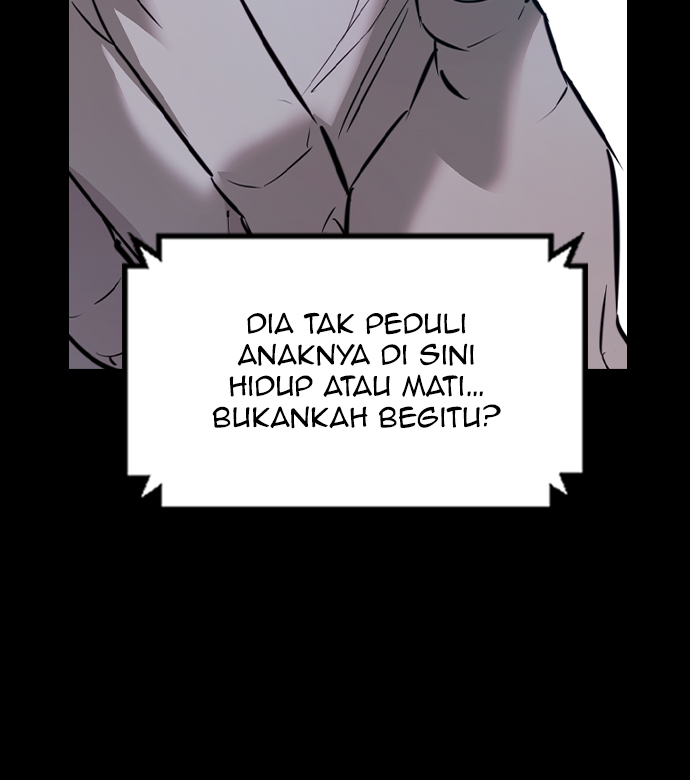 DIA TAK PEDULI
ANAKNYA DI SINI
HIDUP ATAU MATI...
BUKANKAH BEGITU?